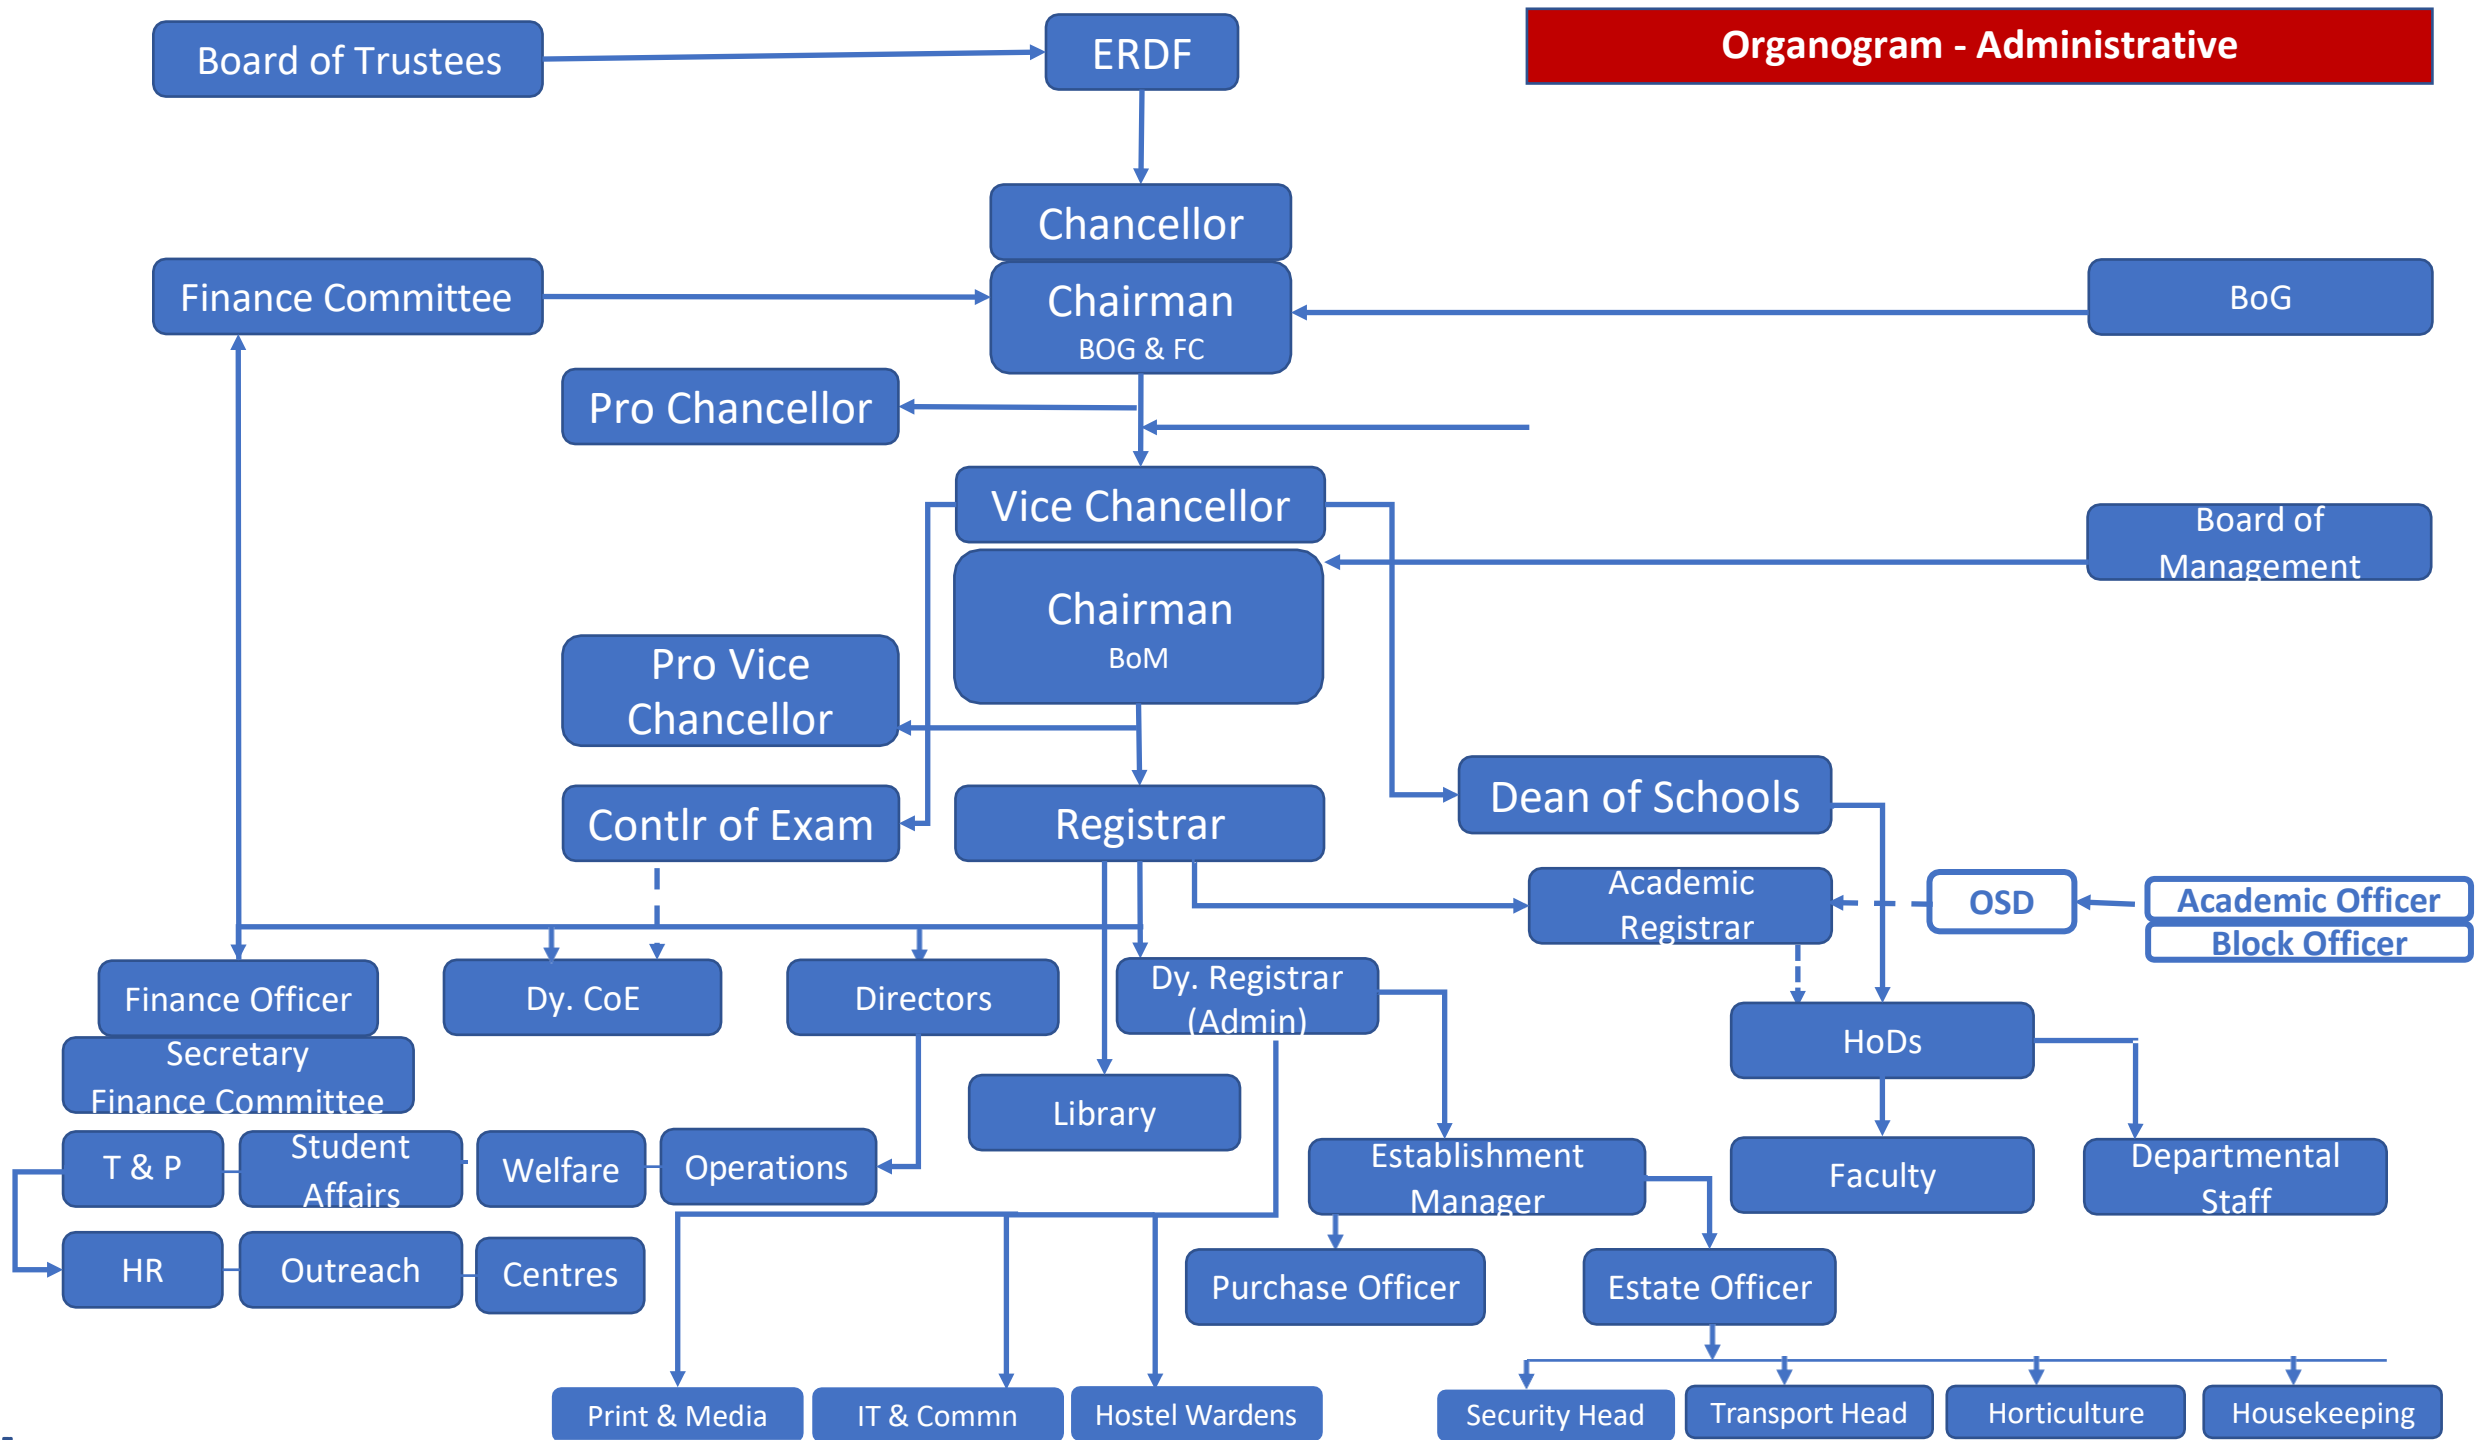 Board of Trustees
ERDF
Organogram - Administrative
Chancellor
Finance Committee
Chairman
BOG & FC
BoG
Pro Chancellor
Vice Chancellor
Board of
Management
Chairman
BoM
Pro Vice
Chancellor
Contlr of Exam
Registrar
Dean of Schools
Academic
Registrar
OSD
Academic Officer
Block Officer
Finance Officer
Dy. CoE
Directors
Dy. Registrar
(Admin)
HoDs
Secretary
Finance Committee
Library
T & P
Student
Affairs
Welfare
Operations
Establishment
Manager
Faculty
Departmental
Staff
HR
Outreach
Centres
Purchase Officer
Estate Officer
Print & Media
IT & Commn
Hostel Wardens
Security Head
Transport Head
Horticulture
Housekeeping